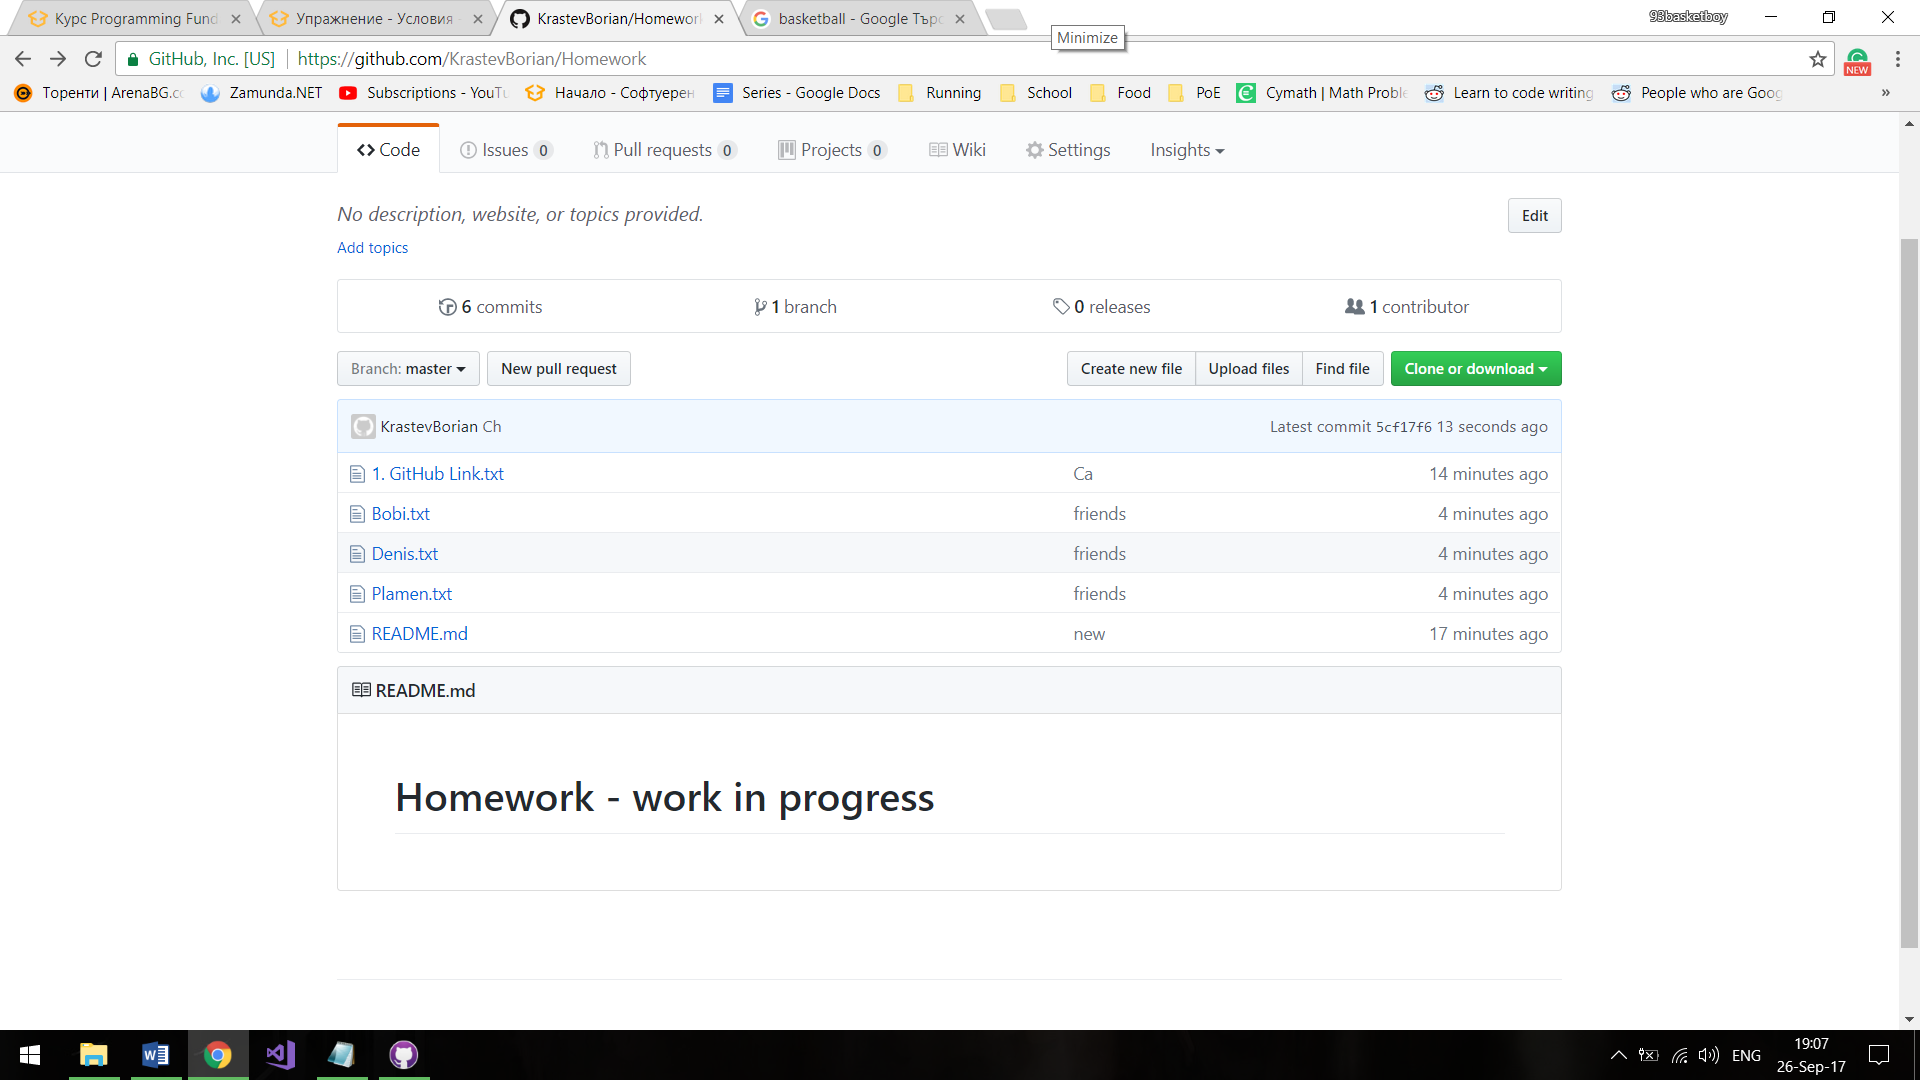 Курс Programming Fund
Упражнение - Условия
KrastevBorian/Homework
basketball - Google Търс
93basketboy
Minimize
GitHub, Inc. [US]
https://github.com/KrastevBorian/Homework
NEW
Торенти | ArenaBG.cc
Zamunda.NET
Subscriptions - YouTu
Начало - Софтуерен
Series - Google Docs
Running
School
Food
PoE
Cymath | Math Proble
Learn to code writing
People who are Goog
»
Code
Issues 0
Pull requests 0
Projects 0
Wiki
Settings
Insights
No description, website, or topics provided.
Edit
Add topics
6 commits
1 branch
0 releases
1 contributor
Branch: master
New pull request
Create new file
Upload files
Find file
Clone or download
KrastevBorian Ch
Latest commit 5cf17f6 13 seconds ago
1. GitHub Link.txt
Ca
14 minutes ago
Bobi.txt
friends
4 minutes ago
Denis.txt
friends
4 minutes ago
Plamen.txt
friends
4 minutes ago
README.md
new
17 minutes ago
README.md
Homework - work in progress
ENG
19:07
26-Sep-17